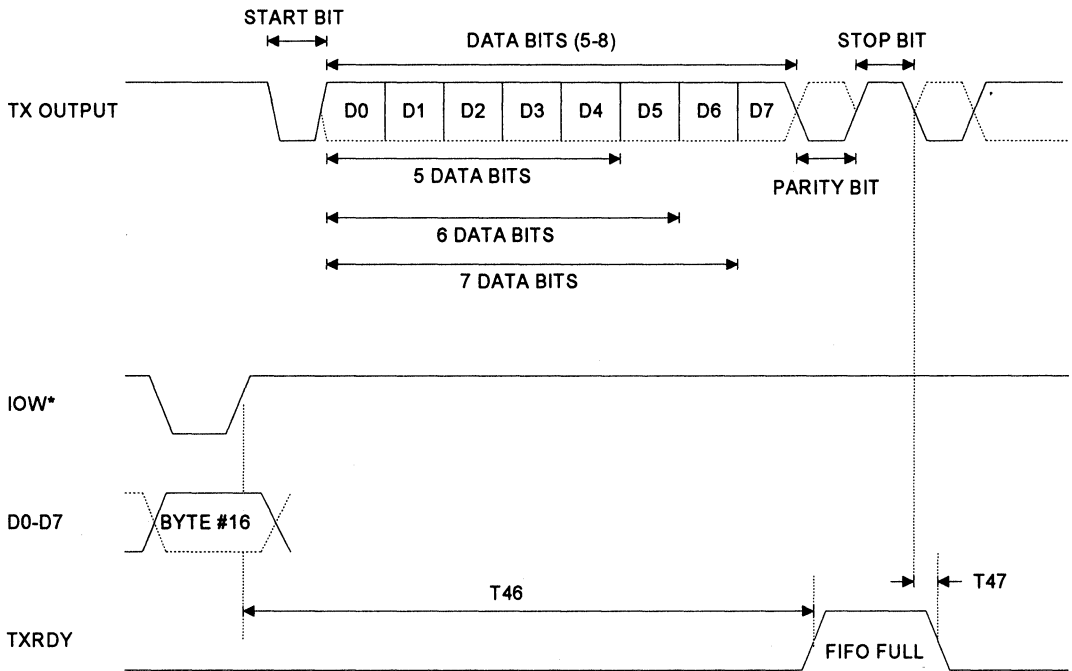 START BIT
DATA BITS (5-8)
STOP BIT
TX OUTPUT
D0 D1 D2 D3 D4 D5 D6 D7
5 DATA BITS
PARITY BIT
6 DATA BITS
7 DATA BITS
IOW*
D0-D7
BYTE #16
T46
T47
TXRDY
FIFO FULL